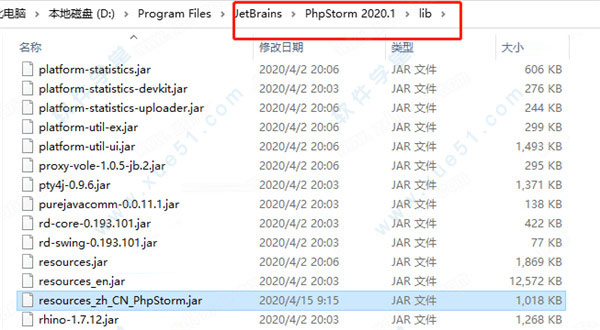 比电脑 › 本地磁盘 (D:) › Program Files › JetBrains › PhpStorm 2020.1 › lib ›
名称 修改日期 类型 大小
platform-statistics.jar 2020/4/2 20:06 JAR 文件 606 KB
platform-statistics-devkit.jar 2020/4/2 20:03 JAR 文件 276 KB
platform-statistics-uploader.jar 2020/4/2 20:06 JAR 文件 244 KB
platform-util-ex.jar 2020/4/2 20:03 JAR 文件 299 KB
platform-util-ui.jar 2020/4/2 20:06 JAR 文件 1,493 KB
proxy-vole-1.0.5-jb.2.jar 2020/4/2 20:06 JAR 文件 295 KB
pty4j-0.9.6.jar 2020/4/2 20:03 JAR 文件 1,371 KB
purejavacomm-0.0.11.1.jar 2020/4/2 20:03 JAR 文件 138 KB
rd-core-0.193.101.jar 2020/4/2 20:03 JAR 文件 422 KB
rd-swing-0.193.101.jar 2020/4/2 20:03 JAR 文件 77 KB
resources.jar 2020/4/2 20:06 JAR 文件 1,869 KB
resources_en.jar 2020/4/2 20:03 JAR 文件 12,572 KB
resources_zh_CN_PhpStorm.jar 2020/4/15 9:15 JAR 文件 1,018 KB
rhino-1.7.12.jar 2020/4/2 20:03 JAR 文件 1,268 KB
软件学堂
www.xue51.com